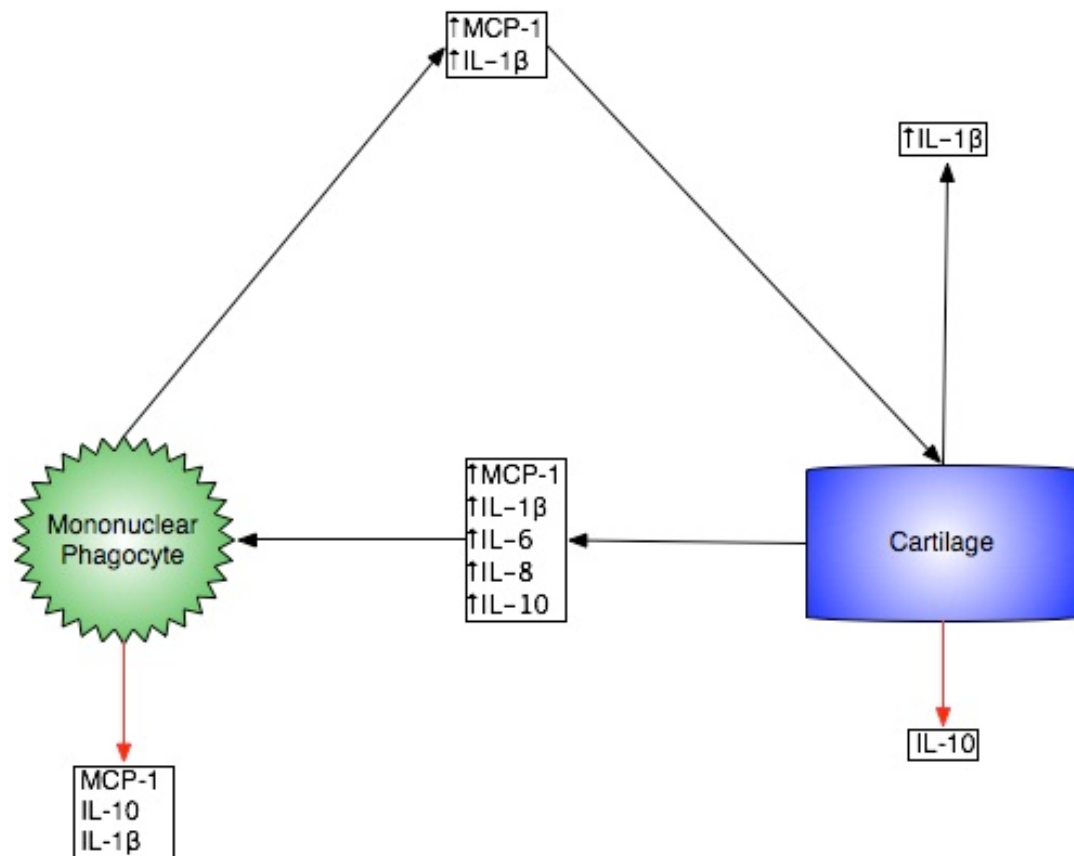 ↑MCP-1
↑IL-1β
↑IL-1β
↑MCP-1
↑IL-1β
↑IL-6
↑IL-8
↑IL-10
Mononuclear
Phagocyte
Cartilage
IL-10
MCP-1
IL-10
IL-1β